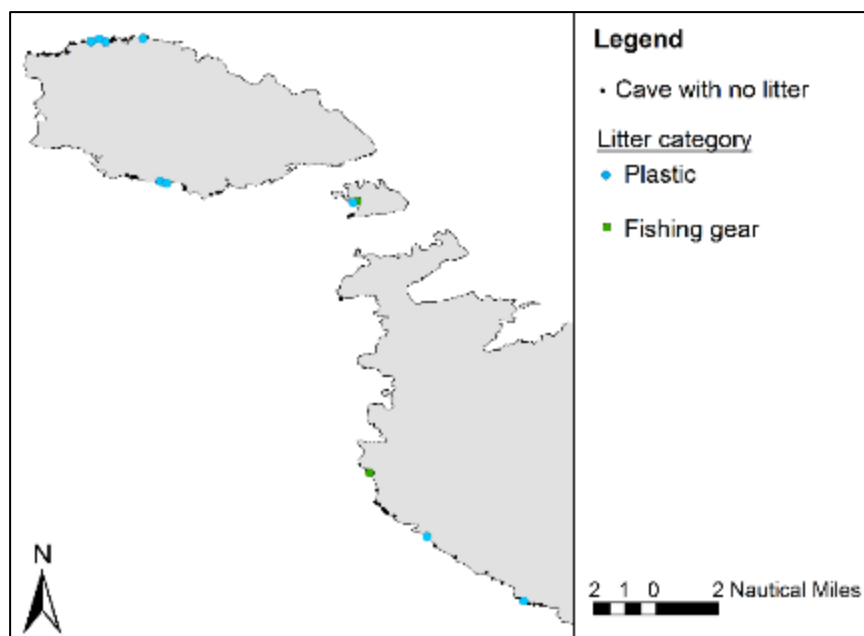 Legend
Cave with no litter
Litter category
Plastic
Fishing gear
N
2 1 0 2 Nautical Miles